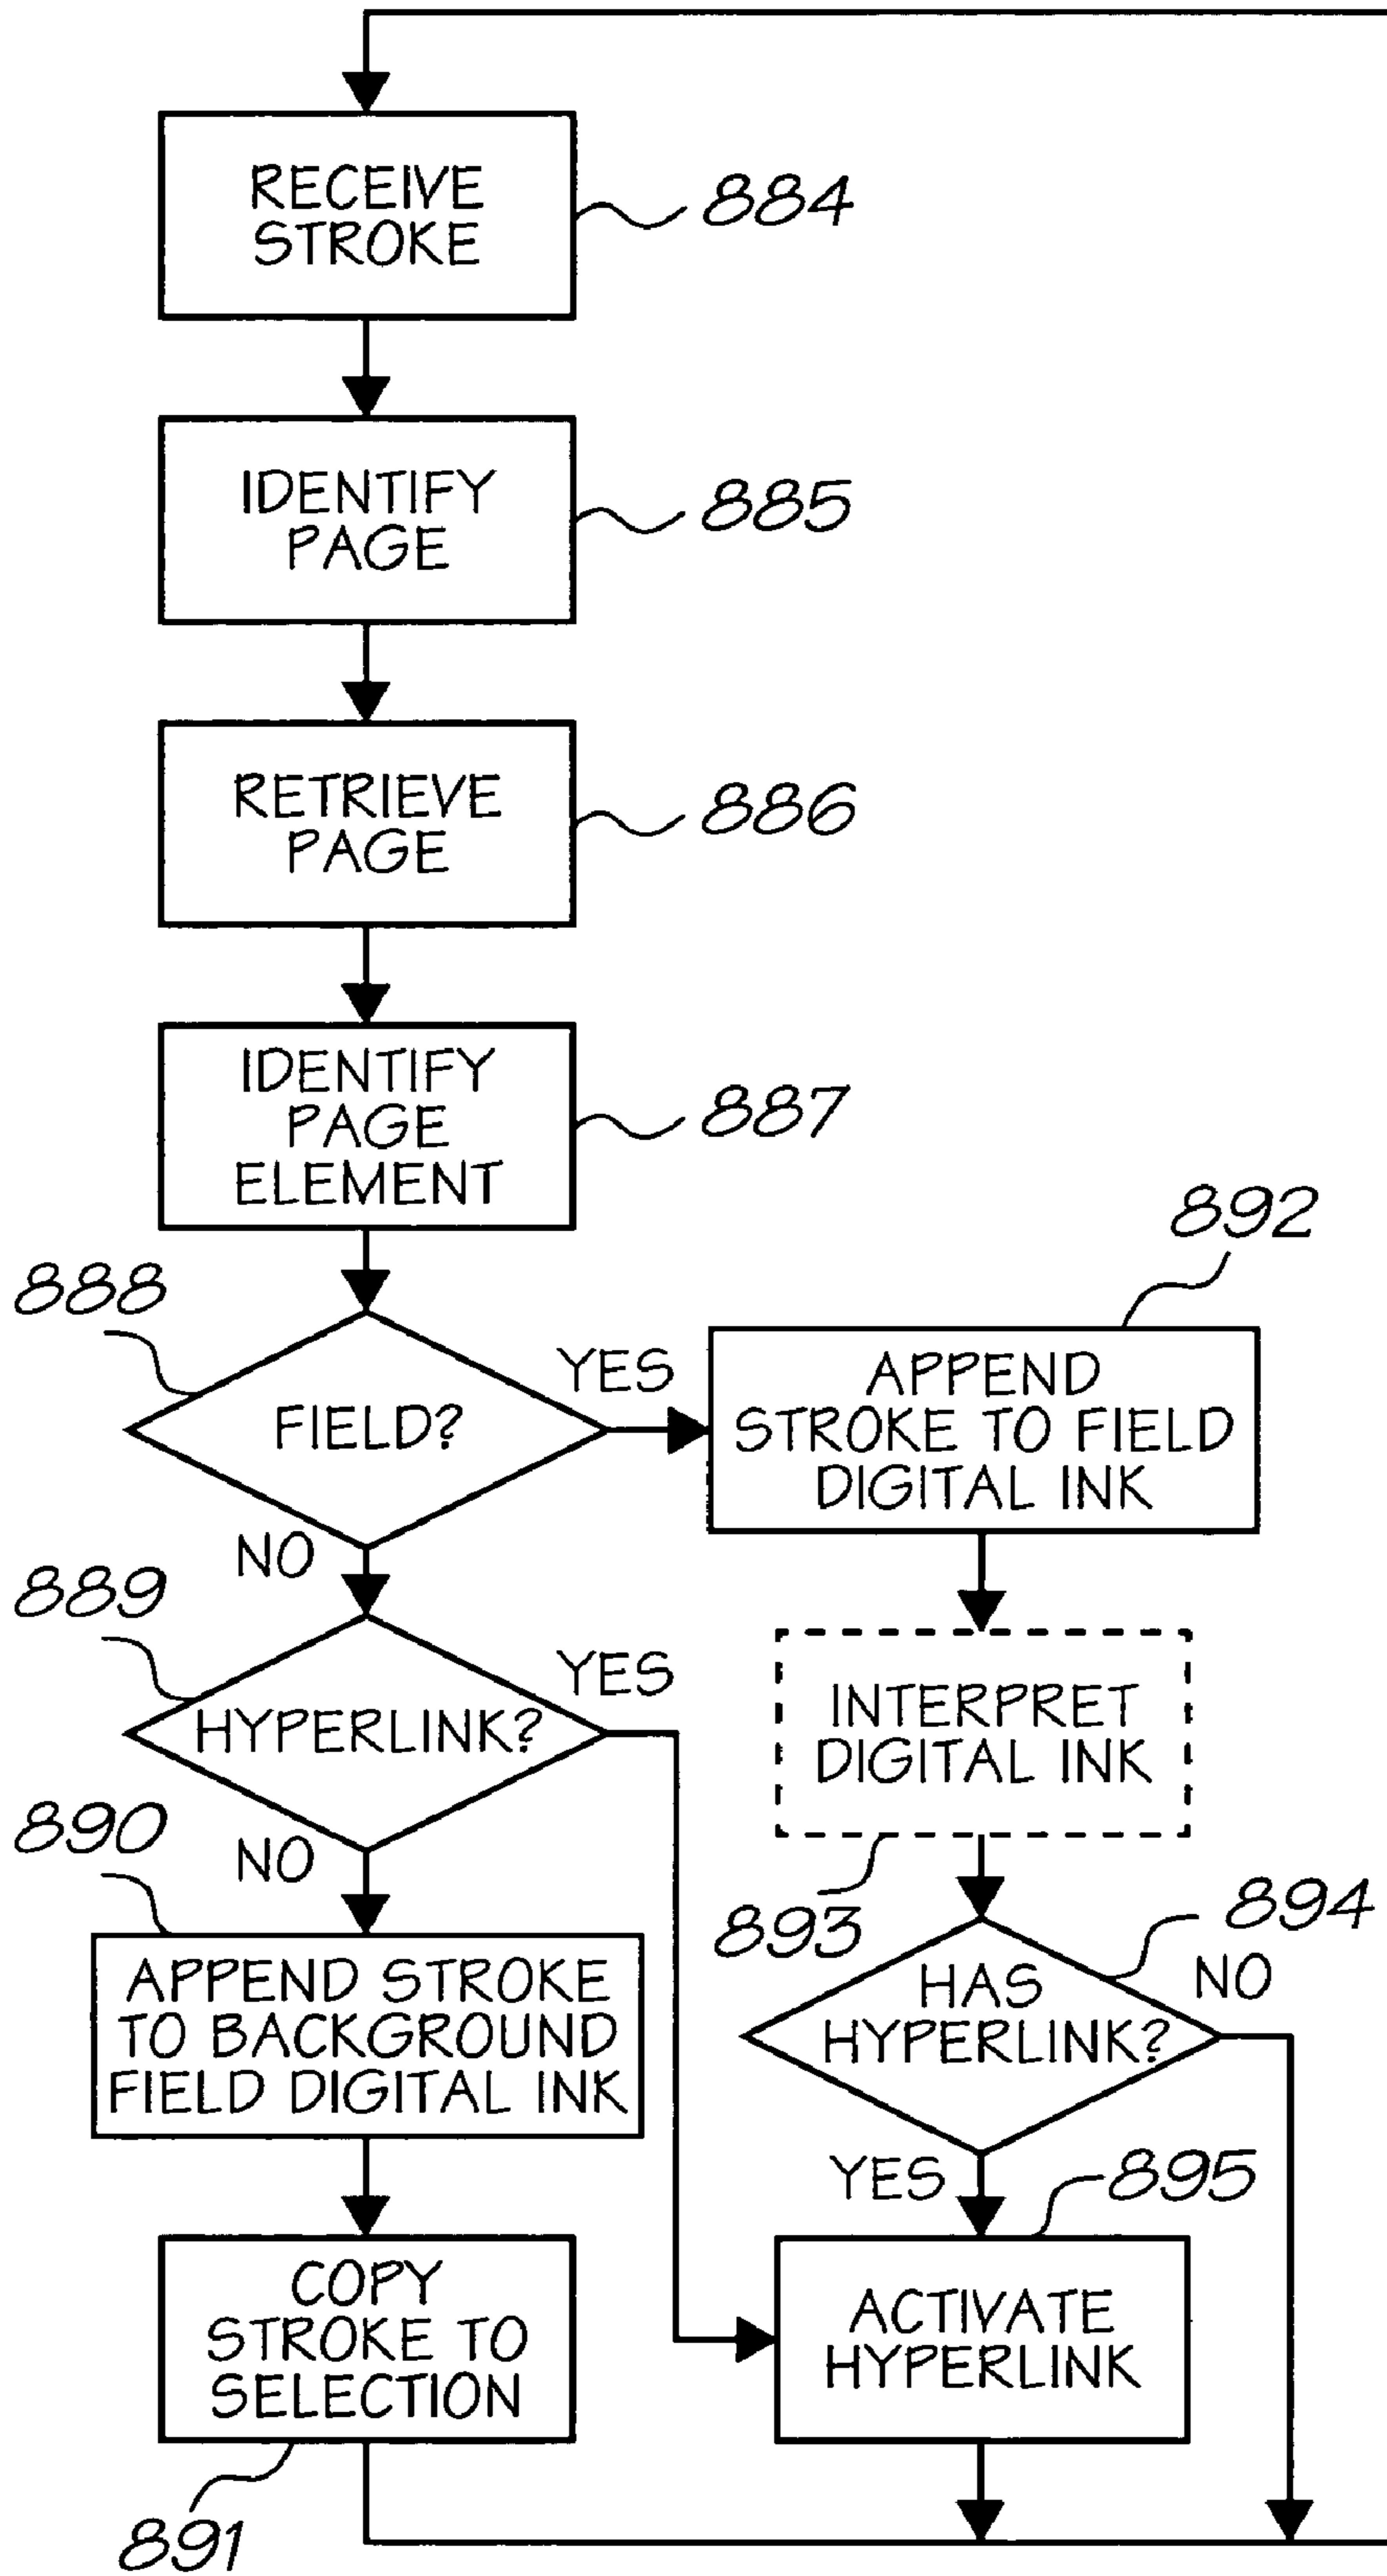 RECEIVE
STROKE
884
IDENTIFY
PAGE
885
RETRIEVE
PAGE
886
IDENTIFY
PAGE
ELEMENT
887
888
FIELD?
YES
NO
892
APPEND
STROKE TO FIELD
DIGITAL INK
889
HYPERLINK?
YES
NO
INTERPRET
DIGITAL INK
893
890
APPEND STROKE
TO BACKGROUND
FIELD DIGITAL INK
894
HAS
HYPERLINK?
NO
YES
895
COPY
STROKE TO
SELECTION
891
ACTIVATE
HYPERLINK